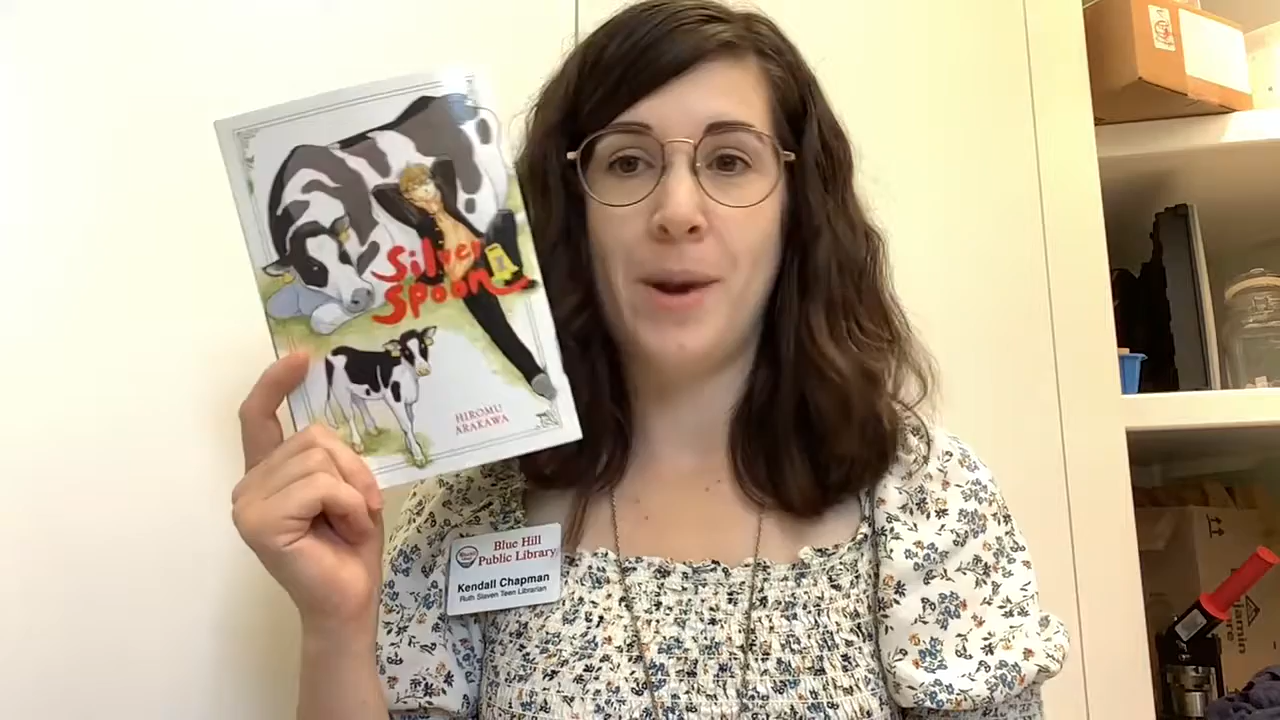 Silver
Spoon
HIROMU
ARAKAWA
Blue Hill
Public Library
Kendall Chapman
Ruth Slaven Teen Librarian